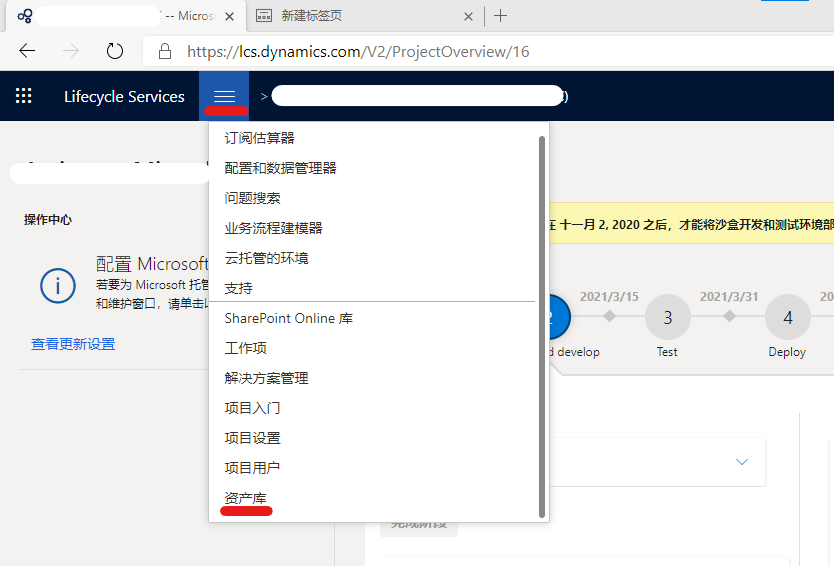 -- Micros
新建标签页
https://lcs.dynamics.com/V2/ProjectOverview/16
Lifecycle Services
>
订阅估算器
配置和数据管理器
问题搜索
业务流程建模器
云托管的环境
支持
SharePoint Online 库
工作项
解决方案管理
项目入门
项目设置
项目用户
资产库
操作中心
配置 Microsoft
若要为 Microsoft 托管
和维护窗口，请单击以
查看更新设置
在 十一月 2, 2020 之后，才能将沙盒开发和测试环境部
2021/3/15
2021/3/31
20
2
3
4
d develop
Test
Deploy
完成阶段